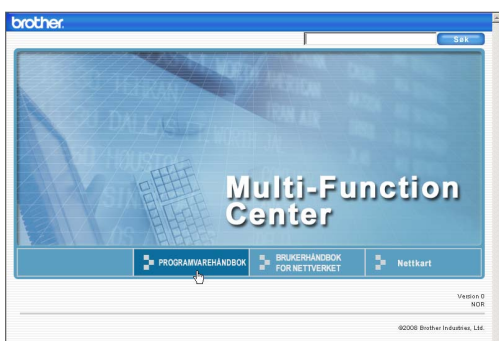 brother.
Søk
Multi-Function
Center
PROGRAMVAREHÅNDBOK
BRUKERHÅNDBOK
FOR NETTVERKET
Nettkart
Version 0
NOR
©2008 Brother Industries, Ltd.